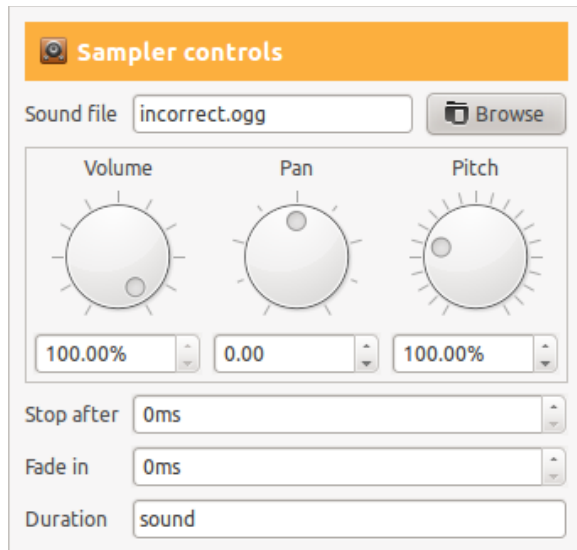 Sampler controls
Sound file incorrect.ogg Browse
Volume Pan Pitch
100.00% 0.00 100.00%
Stop after 0ms
Fade in 0ms
Duration sound